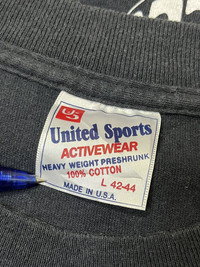 US
United Sports
ACTIVEWEAR
HEAVY WEIGHT PRESHRUNK
100% COTTON
L 42-44
MADE IN U.S.A.